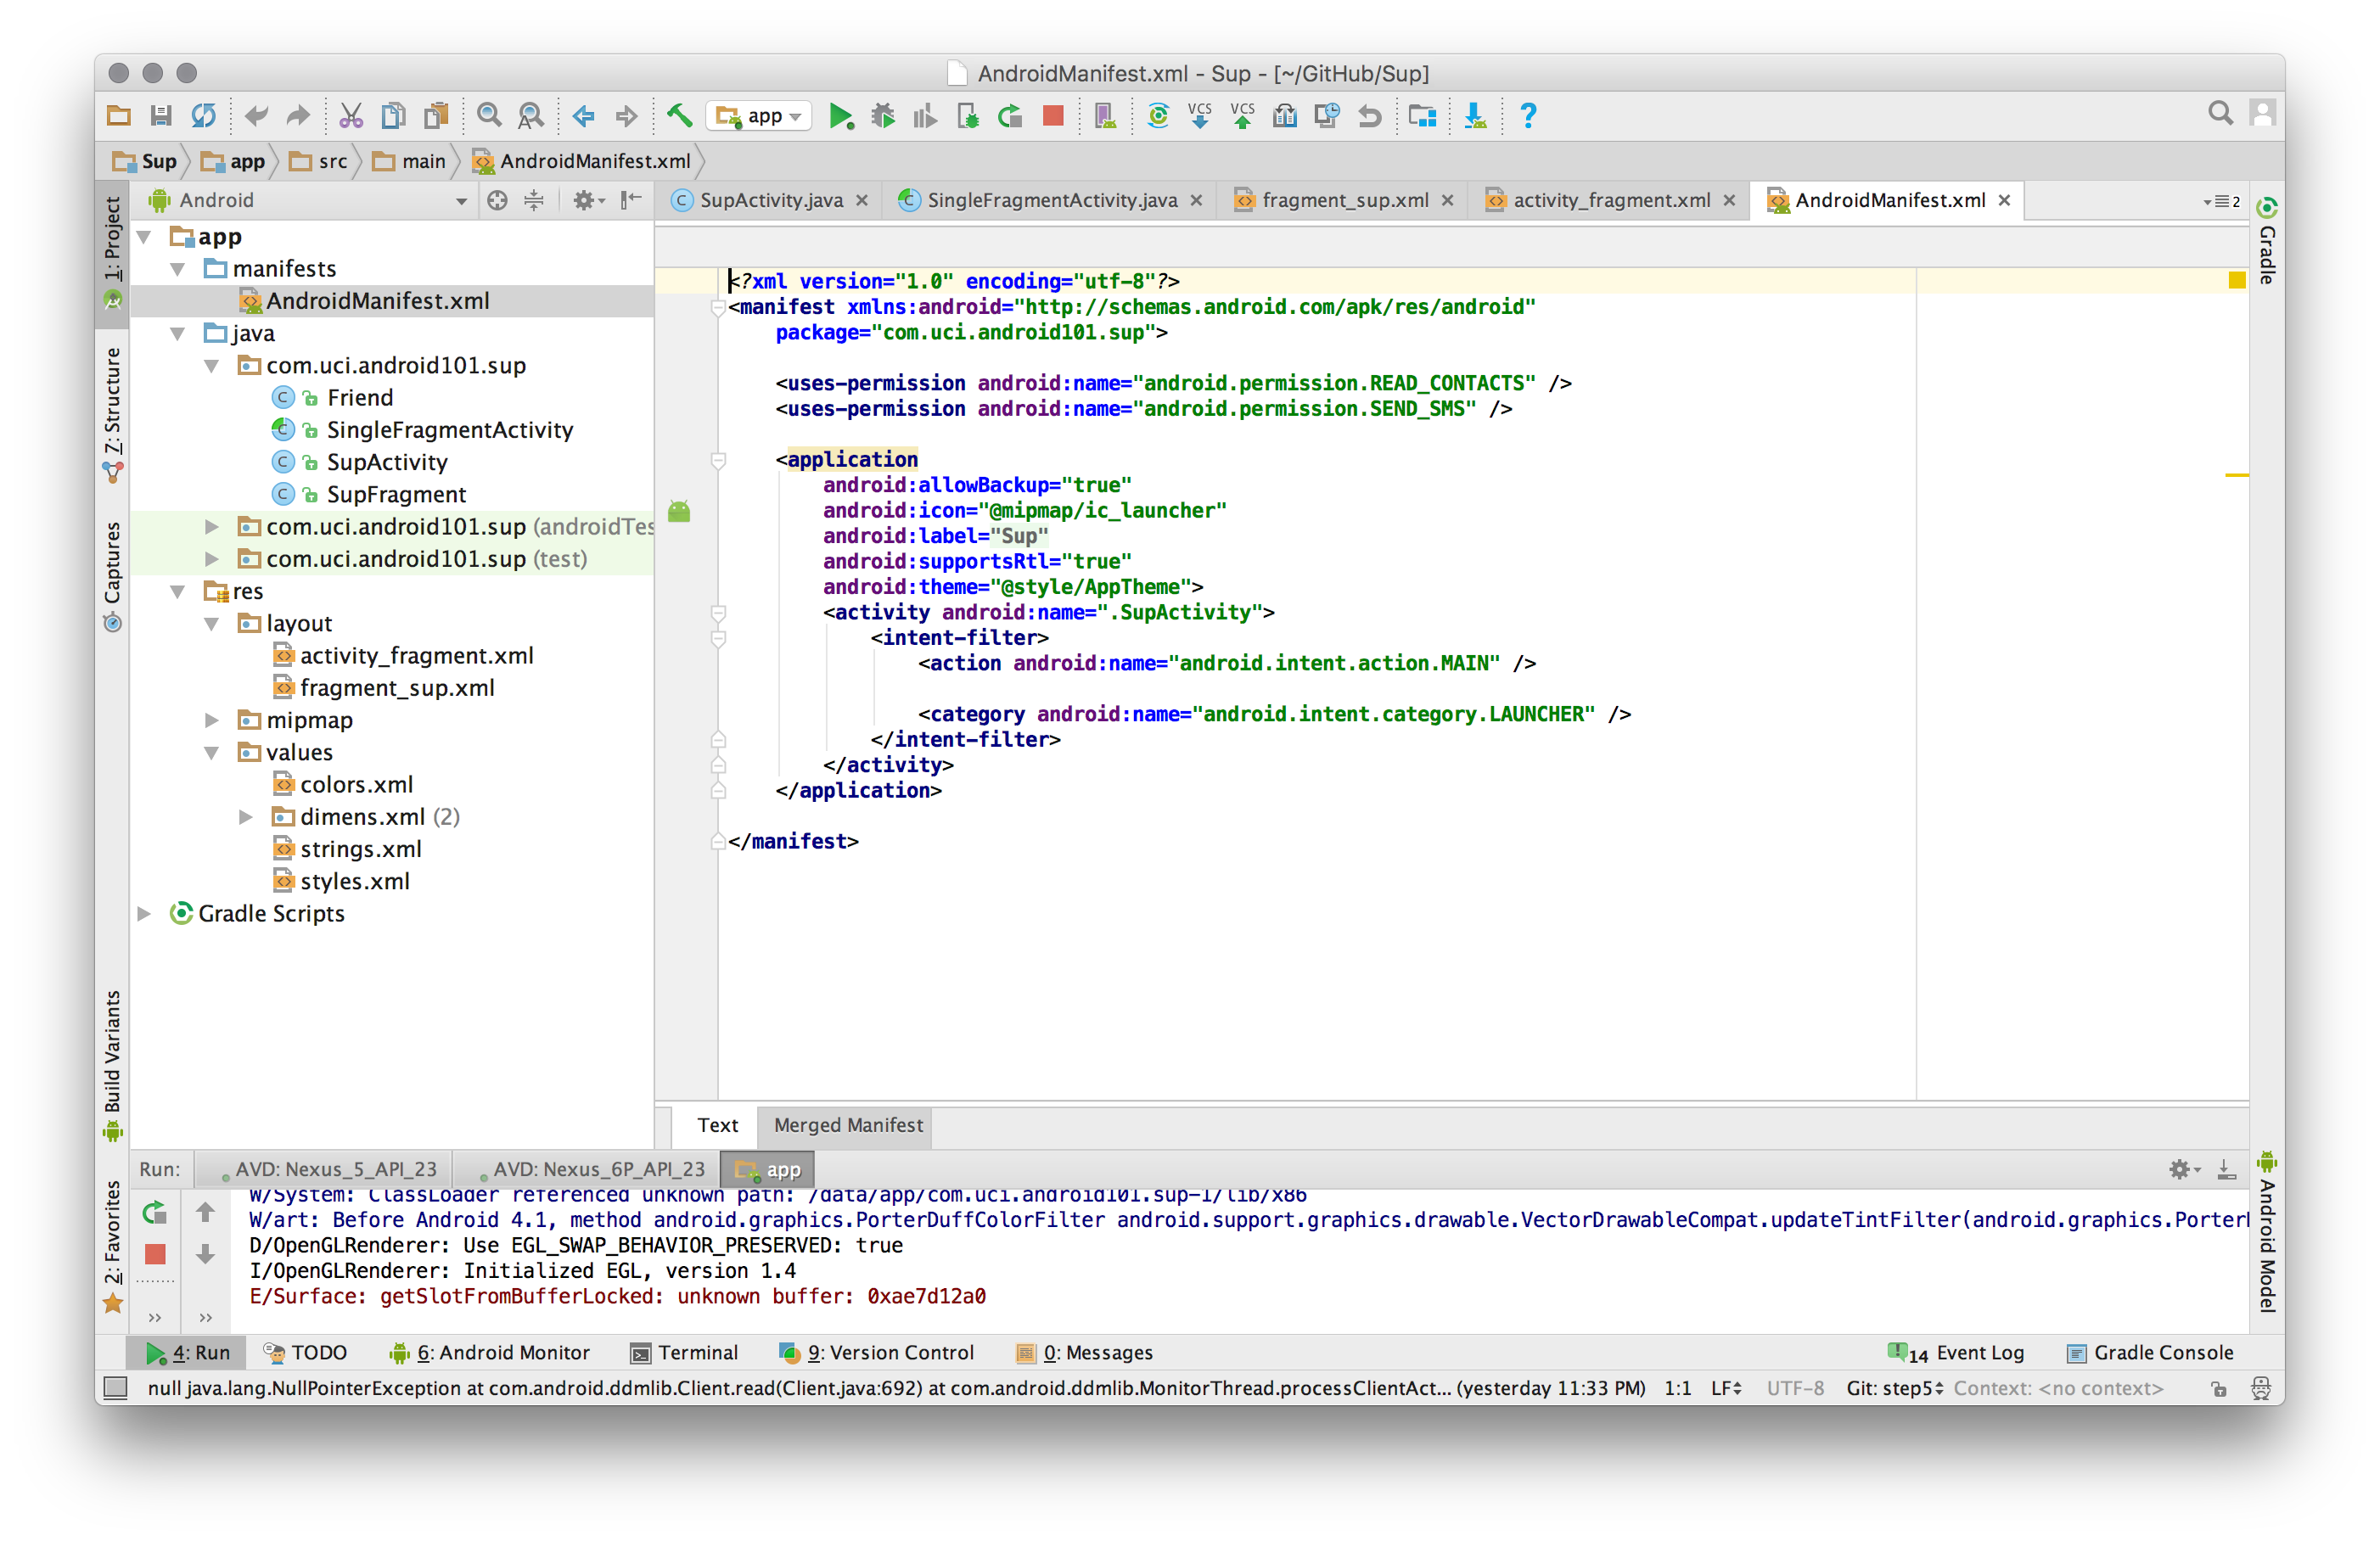 AndroidManifest.xml - Sup - [~/GitHub/Sup]
app
VCS VCS
?
Sup app src main AndroidManifest.xml
Android
SupActivity.java SingleFragmentActivity.java fragment_sup.xml activity_fragment.xml AndroidManifest.xml
2
1: Project
Z: Structure
Captures
Build Variants
2: Favorites
app
manifests
AndroidManifest.xml
java
com.uci.android101.sup
Friend
SingleFragmentActivity
SupActivity
SupFragment
com.uci.android101.sup (androidTes
com.uci.android101.sup (test)
res
layout
activity_fragment.xml
fragment_sup.xml
mipmap
values
colors.xml
dimens.xml (2)
strings.xml
styles.xml
Gradle Scripts
<?xml version="1.0" encoding="utf-8"?>
<manifest xmlns:android="http://schemas.android.com/apk/res/android"
package="com.uci.android101.sup">
<uses-permission android:name="android.permission.READ_CONTACTS" />
<uses-permission android:name="android.permission.SEND_SMS" />
<application
android:allowBackup="true"
android:icon="@mipmap/ic_launcher"
android:label="Sup"
android:supportsRtl="true"
android:theme="@style/AppTheme">
<activity android:name=".SupActivity">
<intent-filter>
<action android:name="android.intent.action.MAIN" />
<category android:name="android.intent.category.LAUNCHER" />
</intent-filter>
</activity>
</application>
</manifest>
Gradle
Android Model
Text Merged Manifest
Run: AVD: Nexus_5_API_23 AVD: Nexus_6P_API_23 app
W/System: ClassLoader referenced unknown path: /data/app/com.uci.android101.sup-1/lib/x86
W/art: Before Android 4.1, method android.graphics.PorterDuffColorFilter android.support.graphics.drawable.VectorDrawableCompat.updateTintFilter(android.graphics.Porter
D/OpenGLRenderer: Use EGL_SWAP_BEHAVIOR_PRESERVED: true
I/OpenGLRenderer: Initialized EGL, version 1.4
E/Surface: getSlotFromBufferLocked: unknown buffer: 0xae7d12a0
4: Run TODO 6: Android Monitor Terminal 9: Version Control 0: Messages 14 Event Log Gradle Console
null java.lang.NullPointerException at com.android.ddmlib.Client.read(Client.java:692) at com.android.ddmlib.MonitorThread.processClientAct... (yesterday 11:33 PM) 1:1 LF UTF-8 Git: step5 Context: <no context>